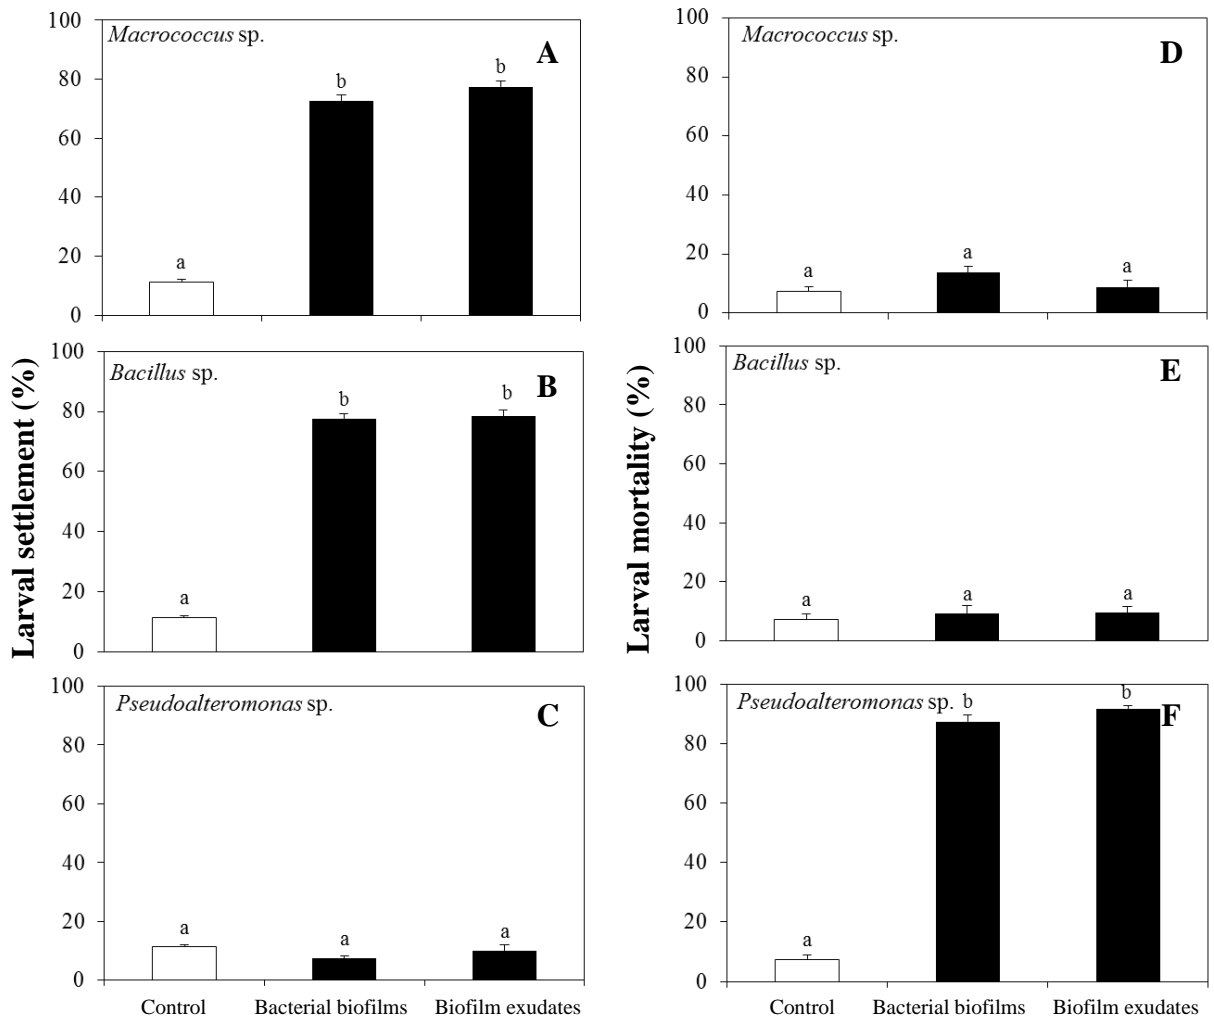 Larval settlement (%)
Macrococcus sp.
A
100
80
60
40
20
0
a
b
b
Bacillus sp.
B
100
80
60
40
20
0
a
b
b
Pseudoalteromonas sp.
C
100
80
60
40
20
0
a
a
a
Control
Bacterial biofilms
Biofilm exudates
Larval mortality (%)
Macrococcus sp.
D
100
80
60
40
20
0
a
a
a
Bacillus sp.
E
100
80
60
40
20
0
a
a
a
Pseudoalteromonas sp.
F
100
80
60
40
20
0
a
b
b
Control
Bacterial biofilms
Biofilm exudates